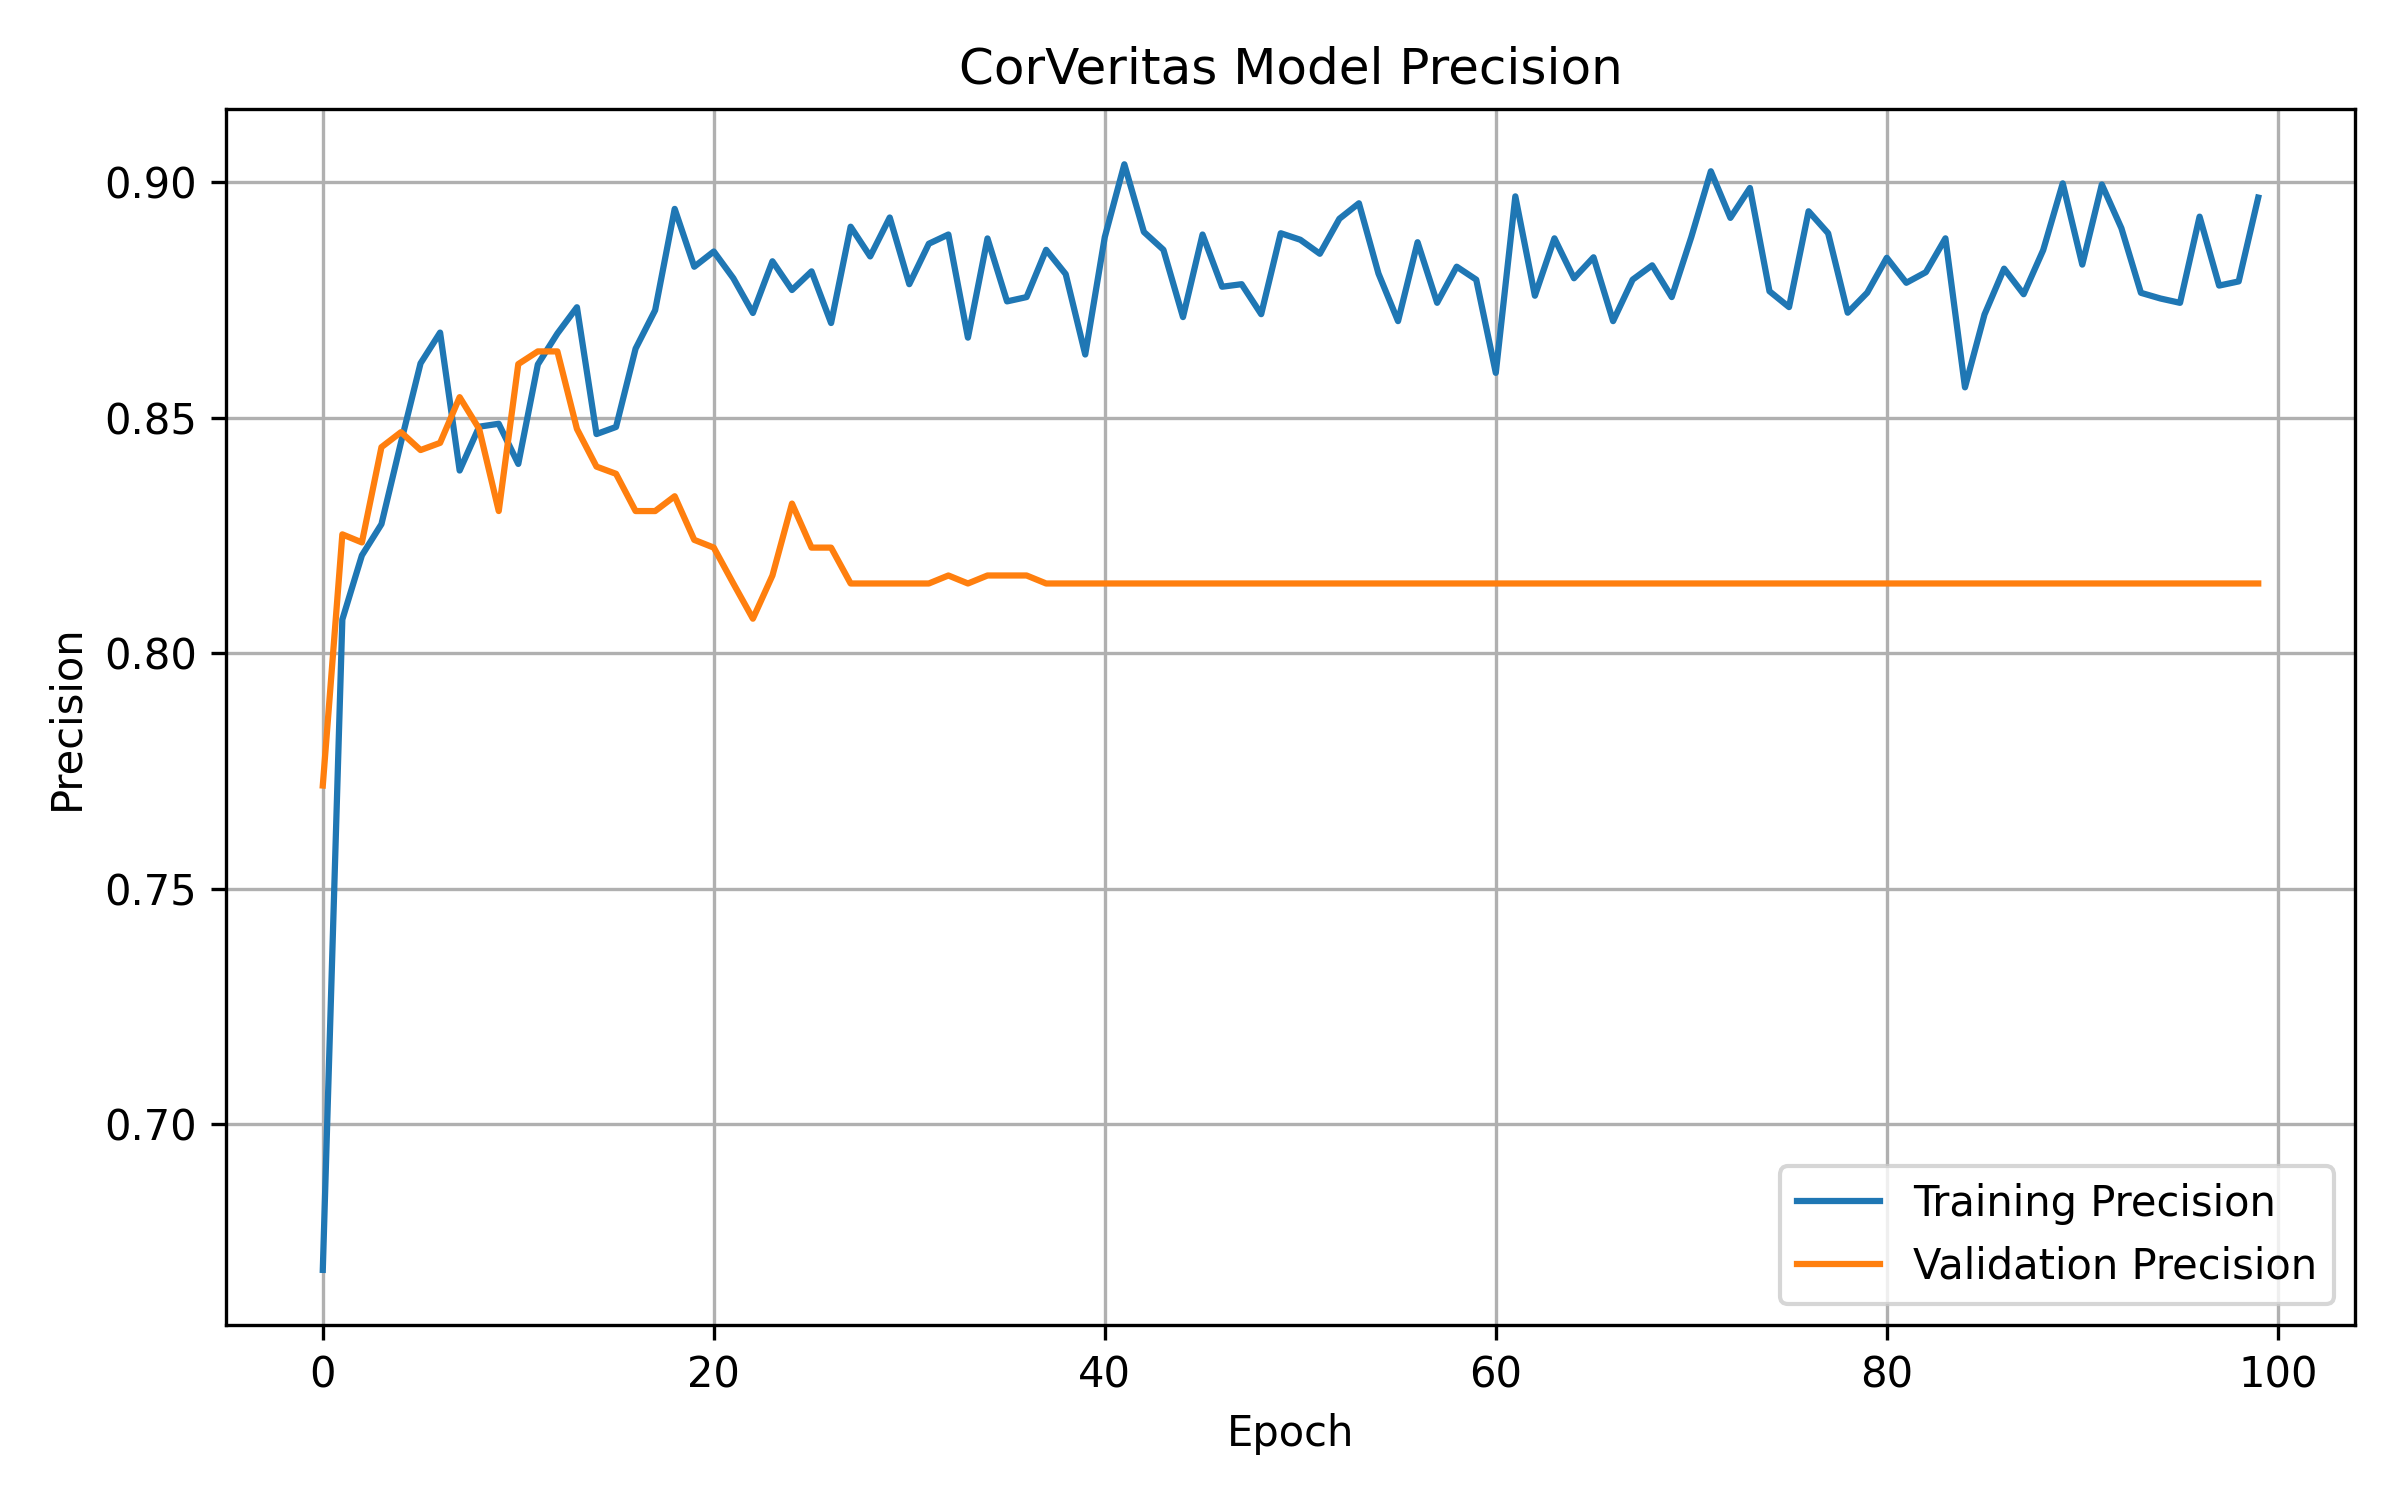 CorVeritas Model Precision
Precision
0.90
0.85
0.80
0.75
0.70
0
20
40
60
80
100
Epoch
Training Precision
Validation Precision